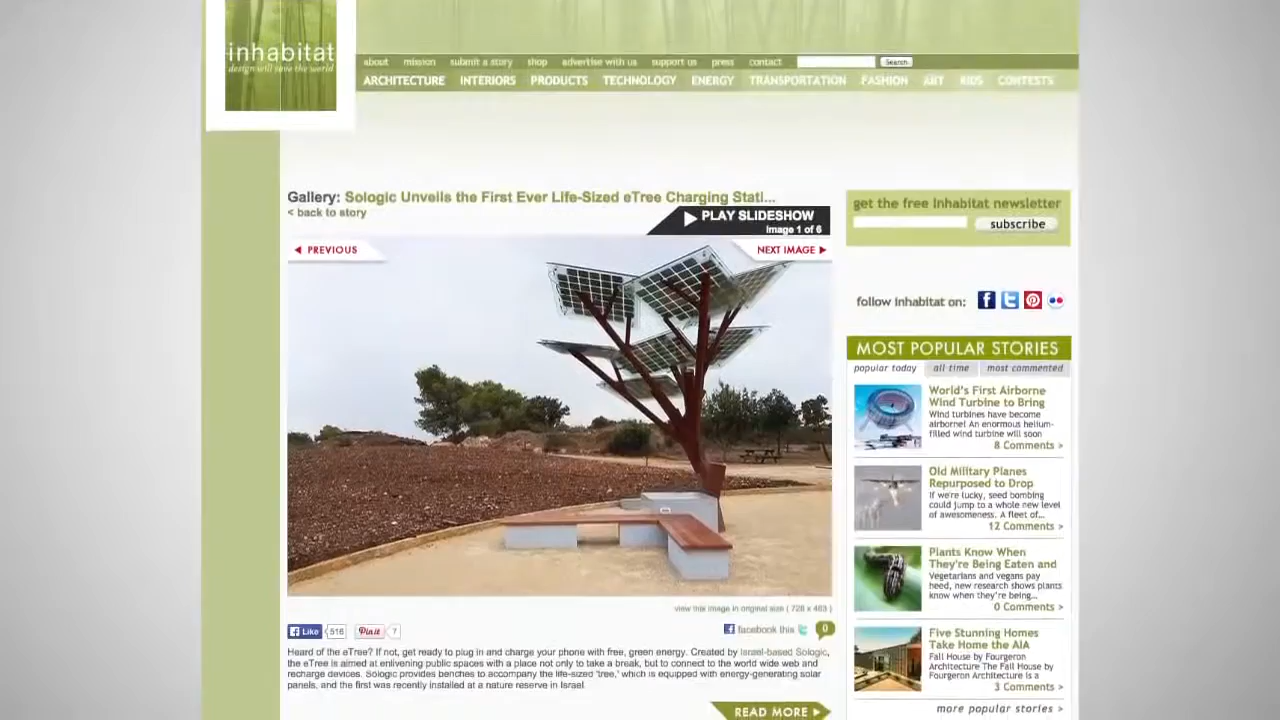 inhabitat
design will save the world
about mission submit a story shop advertise with us support us press contact Search
ARCHITECTURE INTERIORS PRODUCTS TECHNOLOGY ENERGY TRANSPORTATION FASHION ART KIDS CONTESTS
Gallery: Sologic Unveils the First Ever Life-Sized eTree Charging Stati...
< back to story
PLAY SLIDESHOW
Image 1 of 6
PREVIOUS
NEXT IMAGE
view this image in original size ( 728 x 483 )
Like 516 Pin it 7
facebook this 0
Heard of the eTree? If not, get ready to plug in and charge your phone with free, green energy. Created by Israel-based Sologic,
the eTree is aimed at enlivening public spaces with a place not only to take a break, but to connect to the world wide web and
recharge devices. Sologic provides benches to accompany the life-sized 'tree,' which is equipped with energy-generating solar
panels, and the first was recently installed at a nature reserve in Israel.
READ MORE
get the free Inhabitat newsletter
subscribe
follow inhabitat on:
MOST POPULAR STORIES
popular today all time most commented
World's First Airborne
Wind Turbine to Bring
Wind turbines have become
airborne! An enormous helium-
filled wind turbine will soon
8 Comments >
Old Military Planes
Repurposed to Drop
If we're lucky, seed bombing
could jump to a whole new level
of awesomeness. A fleet of...
12 Comments >
Plants Know When
They're Being Eaten and
Vegetarians and vegans pay
heed, new research shows plants
know when they're being...
0 Comments >
Five Stunning Homes
Take Home the AIA
Fall House by Fourgeron
Architecture The Fall House by
Fourgeron Architecture is a
3 Comments >
more popular stories >